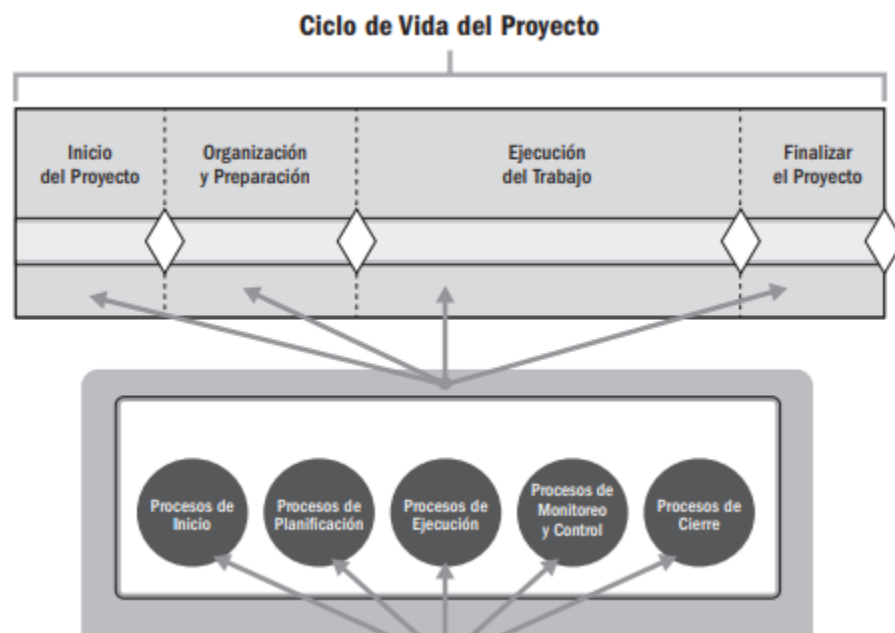 Ciclo de Vida del Proyecto
Inicio
del Proyecto
Organización
y Preparación
Ejecución
del Trabajo
Finalizar
el Proyecto
Procesos de
Inicio
Procesos de
Planificación
Procesos de
Ejecución
Procesos de
Monitoreo
y Control
Procesos de
Cierre